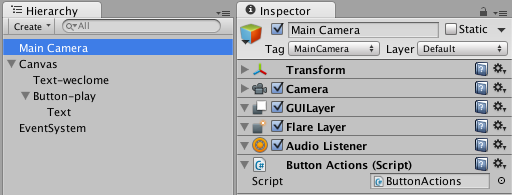 Hierarchy
Create
All
Main Camera
Canvas
Text-weclome
Button-play
Text
EventSystem
Inspector
Main Camera
Static
Tag MainCamera Layer Default
Transform
Camera
GUILayer
Flare Layer
Audio Listener
Button Actions (Script)
Script ButtonActions